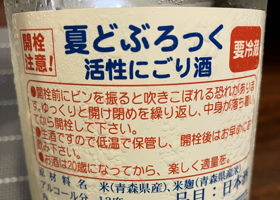 開栓
注意!
夏どぶろっく
活性にごり酒
要冷蔵
●開栓前にビンを振ると吹きこぼれる恐れがありま
す。ゆっくりと開け閉めを繰り返し、中身が落ち着い
てから開栓して下さい。
●生酒ですので低温で保管し、開栓後はお早めに
飲み下さい。
●お酒は20歳になってから、楽しく適量を。
原材料名 米(青森県産)、米麹(青森県産米)
アルコール分 品目:日本酒